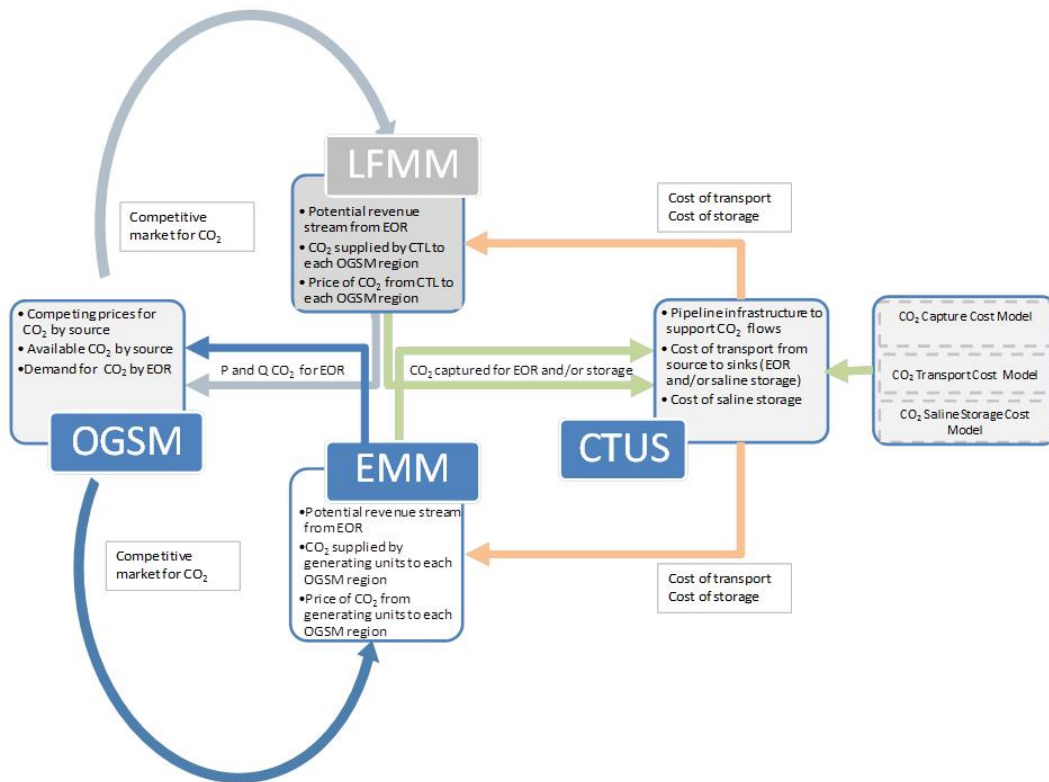 LFMM
• Potential revenue
stream from EOR
• CO₂ supplied by CTL to
each OGSM region
• Price of CO₂ from CTL to
each OGSM region
Competitive
market for CO₂
Cost of transport
Cost of storage
• Competing prices for
CO₂ by source
• Available CO₂ by source
•Demand for CO₂ by EOR
OGSM
P and Q CO₂ for EOR
CO₂ captured for EOR and/or storage
• Pipeline infrastructure to
support CO₂ flows
• Cost of transport from
source to sinks (EOR
and/or saline storage)
• Cost of saline storage
CTUS
CO₂ Capture Cost Model
CO₂ Transport Cost Model
CO₂ Saline Storage Cost
Model
EMM
•Potential revenue stream
from EOR
•CO₂ supplied by
generating units to each
OGSM region
•Price of CO₂ from
generating units to each
OGSM region
Competitive
market for CO₂
Cost of transport
Cost of storage